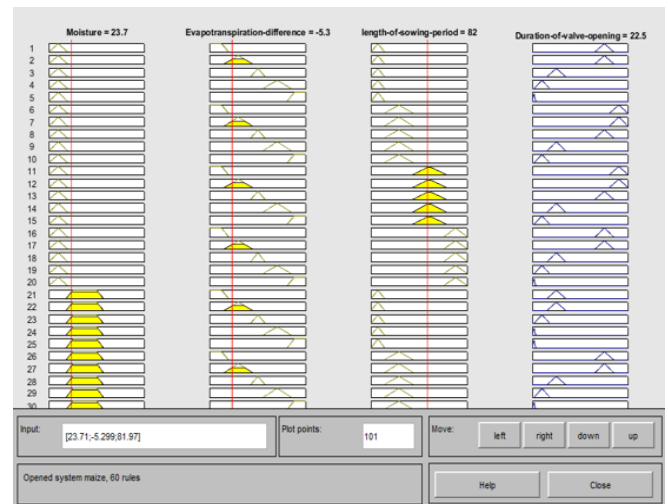 Moisture = 23.7
Evapotranspiration-difference = -5.3
length-of-sowing-period = 82
Duration-of-valve-opening = 22.5
1
2
3
4
5
6
7
8
9
10
11
12
13
14
15
16
17
18
19
20
21
22
23
24
25
26
27
28
29
30
Input:
[23.71;-5.299;81.97]
Plot points:
101
Move:
left
right
down
up
Opened system maize, 60 rules
Help
Close